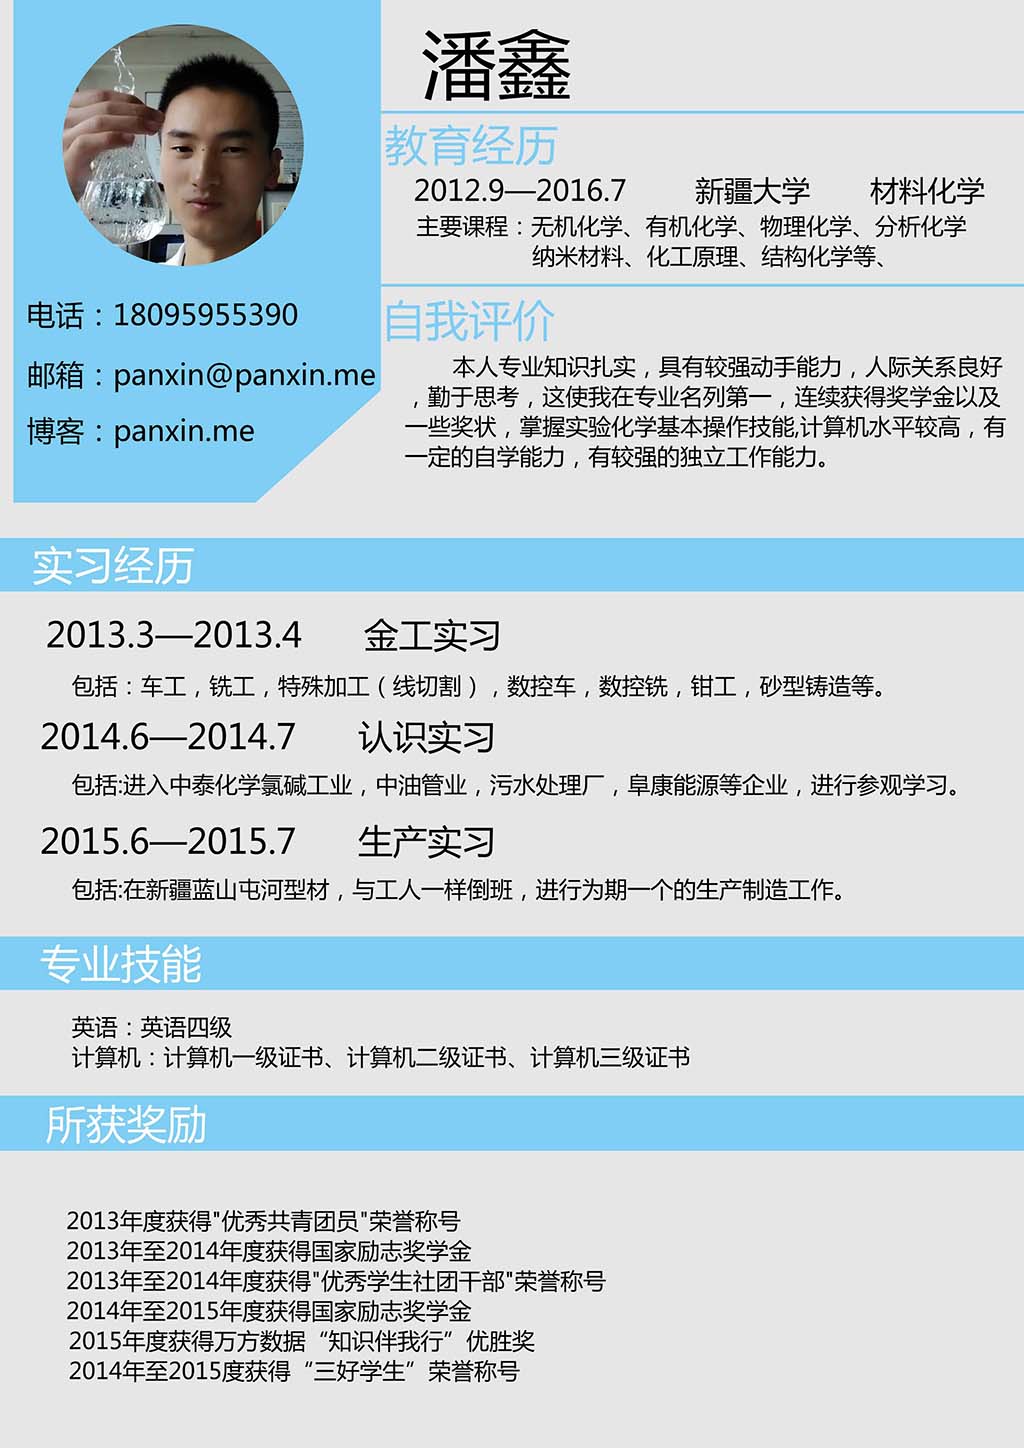 潘鑫
教育经历
2012.9—2016.7 新疆大学 材料化学
主要课程：无机化学、有机化学、物理化学、分析化学
纳米材料、化工原理、结构化学等、
电话：18095955390
邮箱：panxin@panxin.me
博客：panxin.me
自我评价
本人专业知识扎实，具有较强动手能力，人际关系良好
，勤于思考，这使我在专业名列第一，连续获得奖学金以及
一些奖状，掌握实验化学基本操作技能,计算机水平较高，有
一定的自学能力，有较强的独立工作能力。
实习经历
2013.3—2013.4 金工实习
包括：车工，铣工，特殊加工（线切割），数控车，数控铣，钳工，砂型铸造等。
2014.6—2014.7 认识实习
包括:进入中泰化学氯碱工业，中油管业，污水处理厂，阜康能源等企业，进行参观学习。
2015.6—2015.7 生产实习
包括:在新疆蓝山屯河型材，与工人一样倒班，进行为期一个的生产制造工作。
专业技能
英语：英语四级
计算机：计算机一级证书、计算机二级证书、计算机三级证书
所获奖励
2013年度获得"优秀共青团员"荣誉称号
2013年至2014年度获得国家励志奖学金
2013年至2014年度获得"优秀学生社团干部"荣誉称号
2014年至2015年度获得国家励志奖学金
2015年度获得万方数据“知识伴我行”优胜奖
2014年至2015度获得“三好学生”荣誉称号